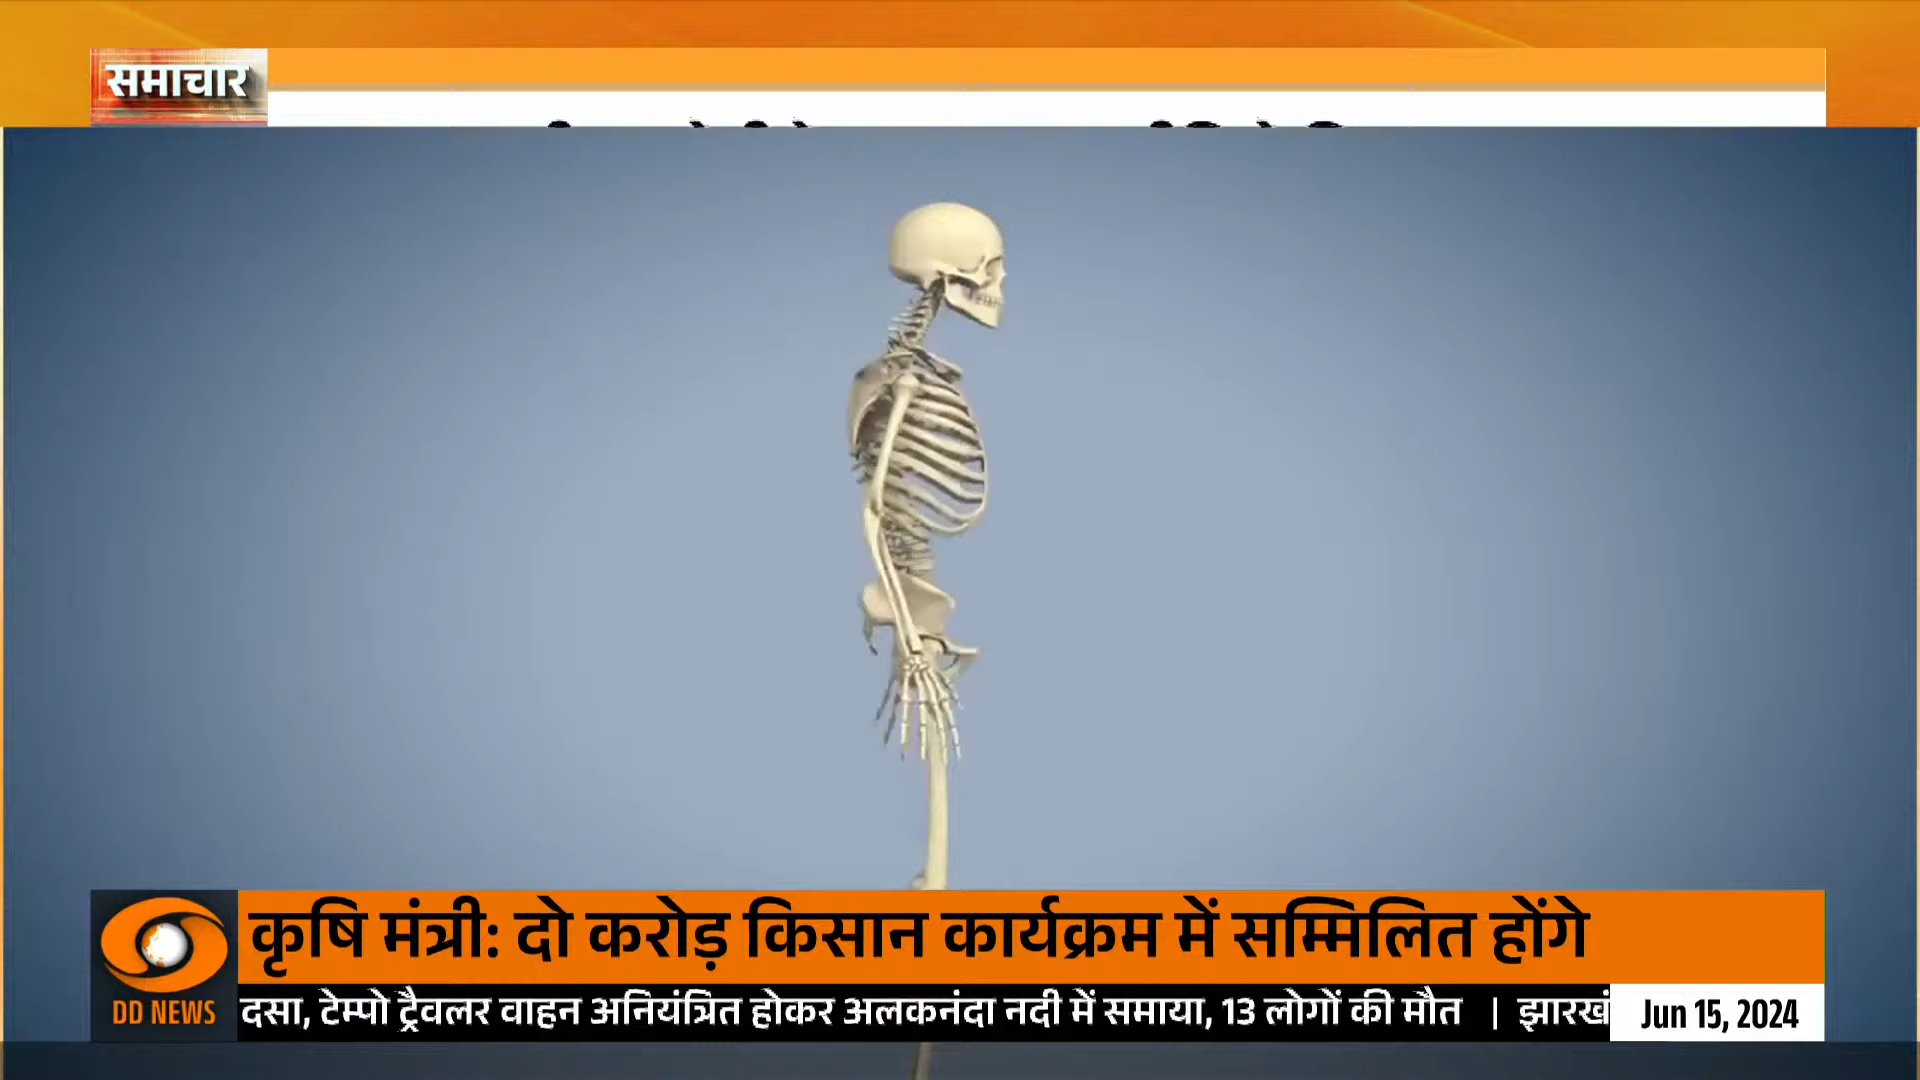 समाचार
कृषि मंत्री: दो करोड़ किसान कार्यक्रम में सम्मिलित होंगे
DD NEWS
दसा, टेम्पो ट्रैवलर वाहन अनियंत्रित होकर अलकनंदा नदी में समाया, 13 लोगों की मौत | झारखं
Jun 15, 2024